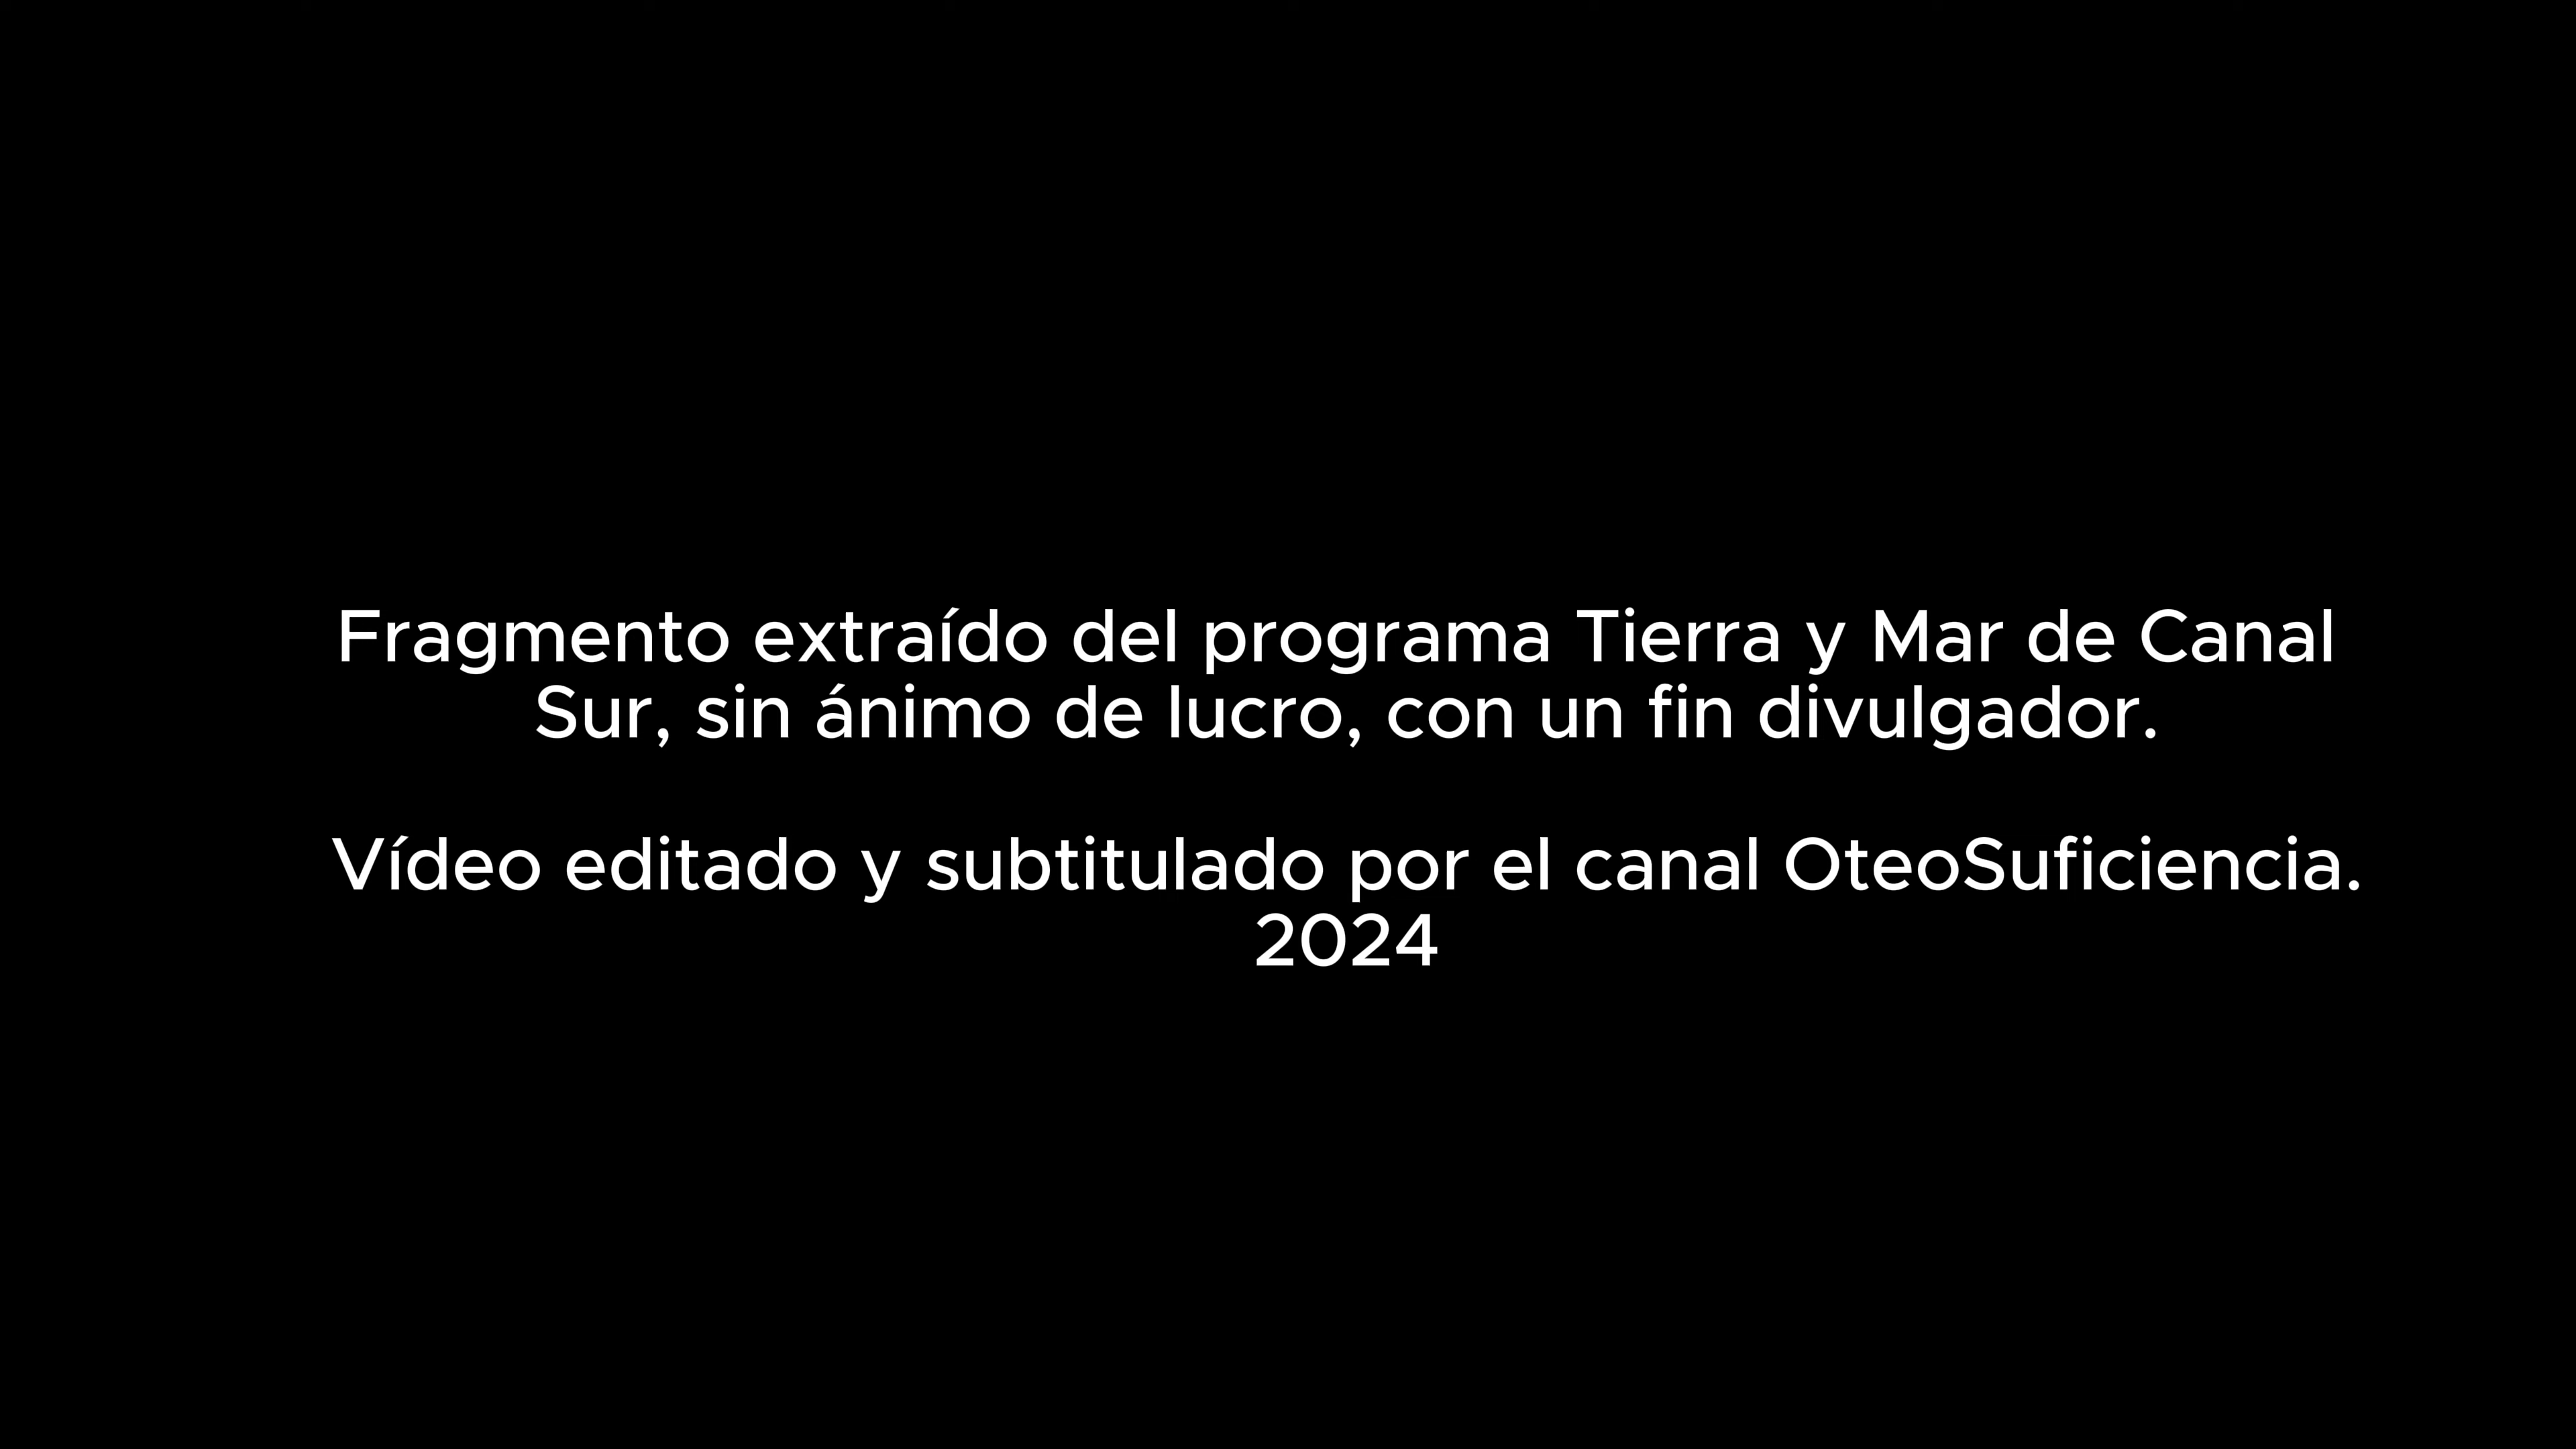 Fragmento extraído del programa Tierra y Mar de Canal
Sur, sin ánimo de lucro, con un fin divulgador.
Vídeo editado y subtitulado por el canal OteoSuficiencia.
2024